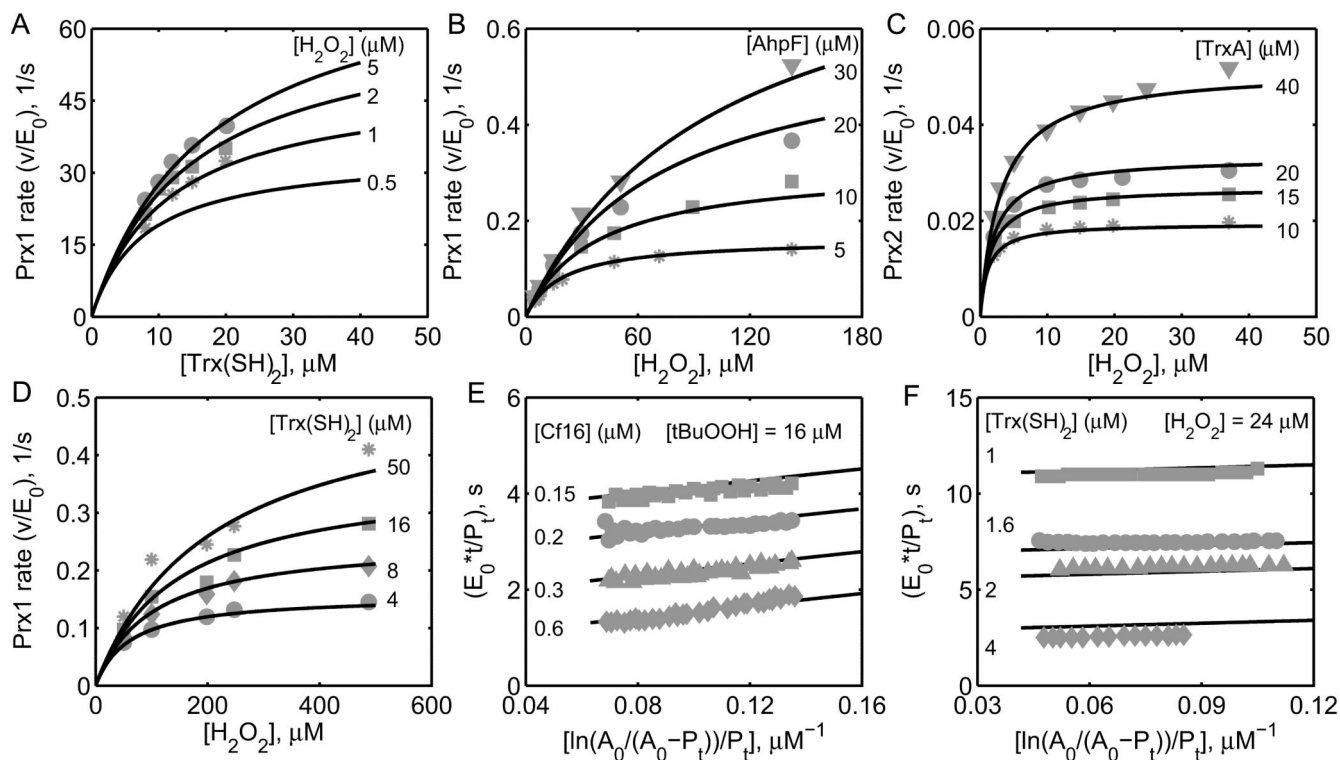 A
[H2O2] (µM)
Prx1 rate (v/E0), 1/s
60
45
30
15
0
5
2
1
0.5
0 10 20 30 40 50
[Trx(SH)2], µM
B
[AhpF] (µM)
Prx1 rate (v/E0), 1/s
0.6
0.4
0.2
0
30
20
10
5
0 60 120 180
[H2O2], µM
C
[TrxA] (µM)
Prx2 rate (v/E0), 1/s
0.06
0.04
0.02
0
40
20
15
10
0 10 20 30 40 50
[H2O2], µM
D
[Trx(SH)2] (µM)
Prx1 rate (v/E0), 1/s
0.5
0.4
0.3
0.2
0.1
0
50
16
8
4
0 200 400 600
[H2O2], µM
E
[Cf16] (µM) [tBuOOH] = 16 µM
(E0*t/Pt), s
6
4
2
0
0.15
0.2
0.3
0.6
0.04 0.08 0.12 0.16
[ln(A0/(A0−Pt))/Pt], µM−1
F
[Trx(SH)2] (µM) [H2O2] = 24 µM
(E0*t/Pt), s
15
10
5
0
1
1.6
2
4
0.03 0.06 0.09 0.12
[ln(A0/(A0−Pt))/Pt], µM−1